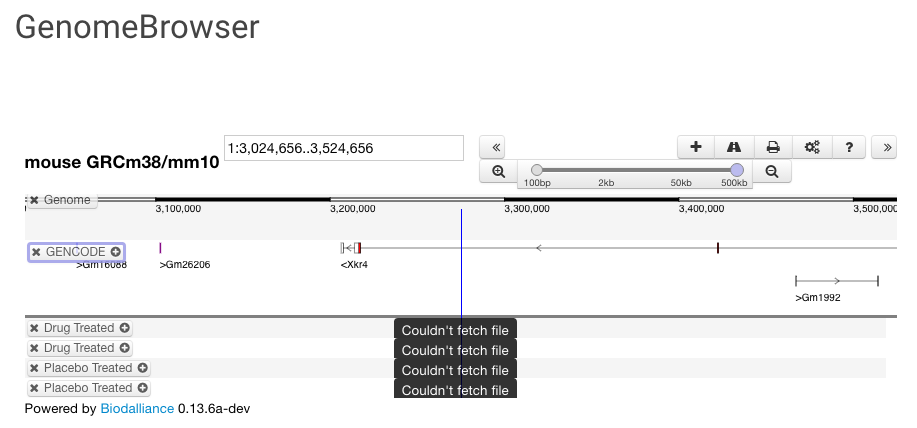 GenomeBrowser
mouse GRCm38/mm10
1:3,024,656..3,524,656
100bp 2kb 50kb 500kb
Genome
3,100,000 3,200,000 3,300,000 3,400,000 3,500,000
GENCODE
>Gm16088 >Gm26206 <Xkr4
>Gm1992
Drug Treated Couldn't fetch file
Drug Treated Couldn't fetch file
Placebo Treated Couldn't fetch file
Placebo Treated Couldn't fetch file
Powered by Biodalliance 0.13.6a-dev